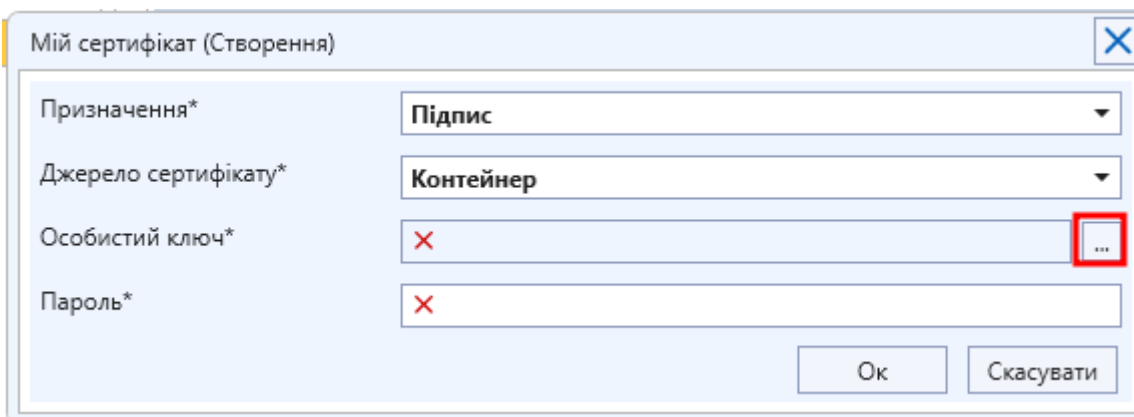 Мій сертифікат (Створення)
Призначення*
Підпис
Джерело сертифікату*
Контейнер
Особистий ключ*
...
Пароль*
Ок
Скасувати